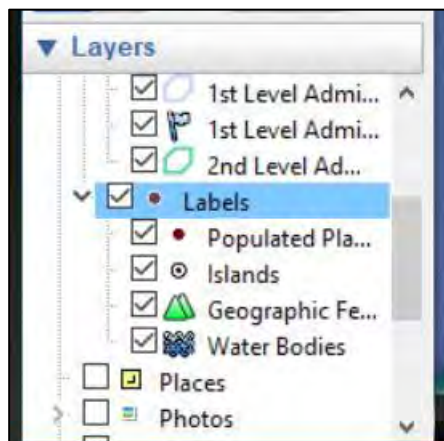 Layers
1st Level Admi...
1st Level Admi...
2nd Level Ad...
Labels
Populated Pla...
Islands
Geographic Fe...
Water Bodies
Places
Photos